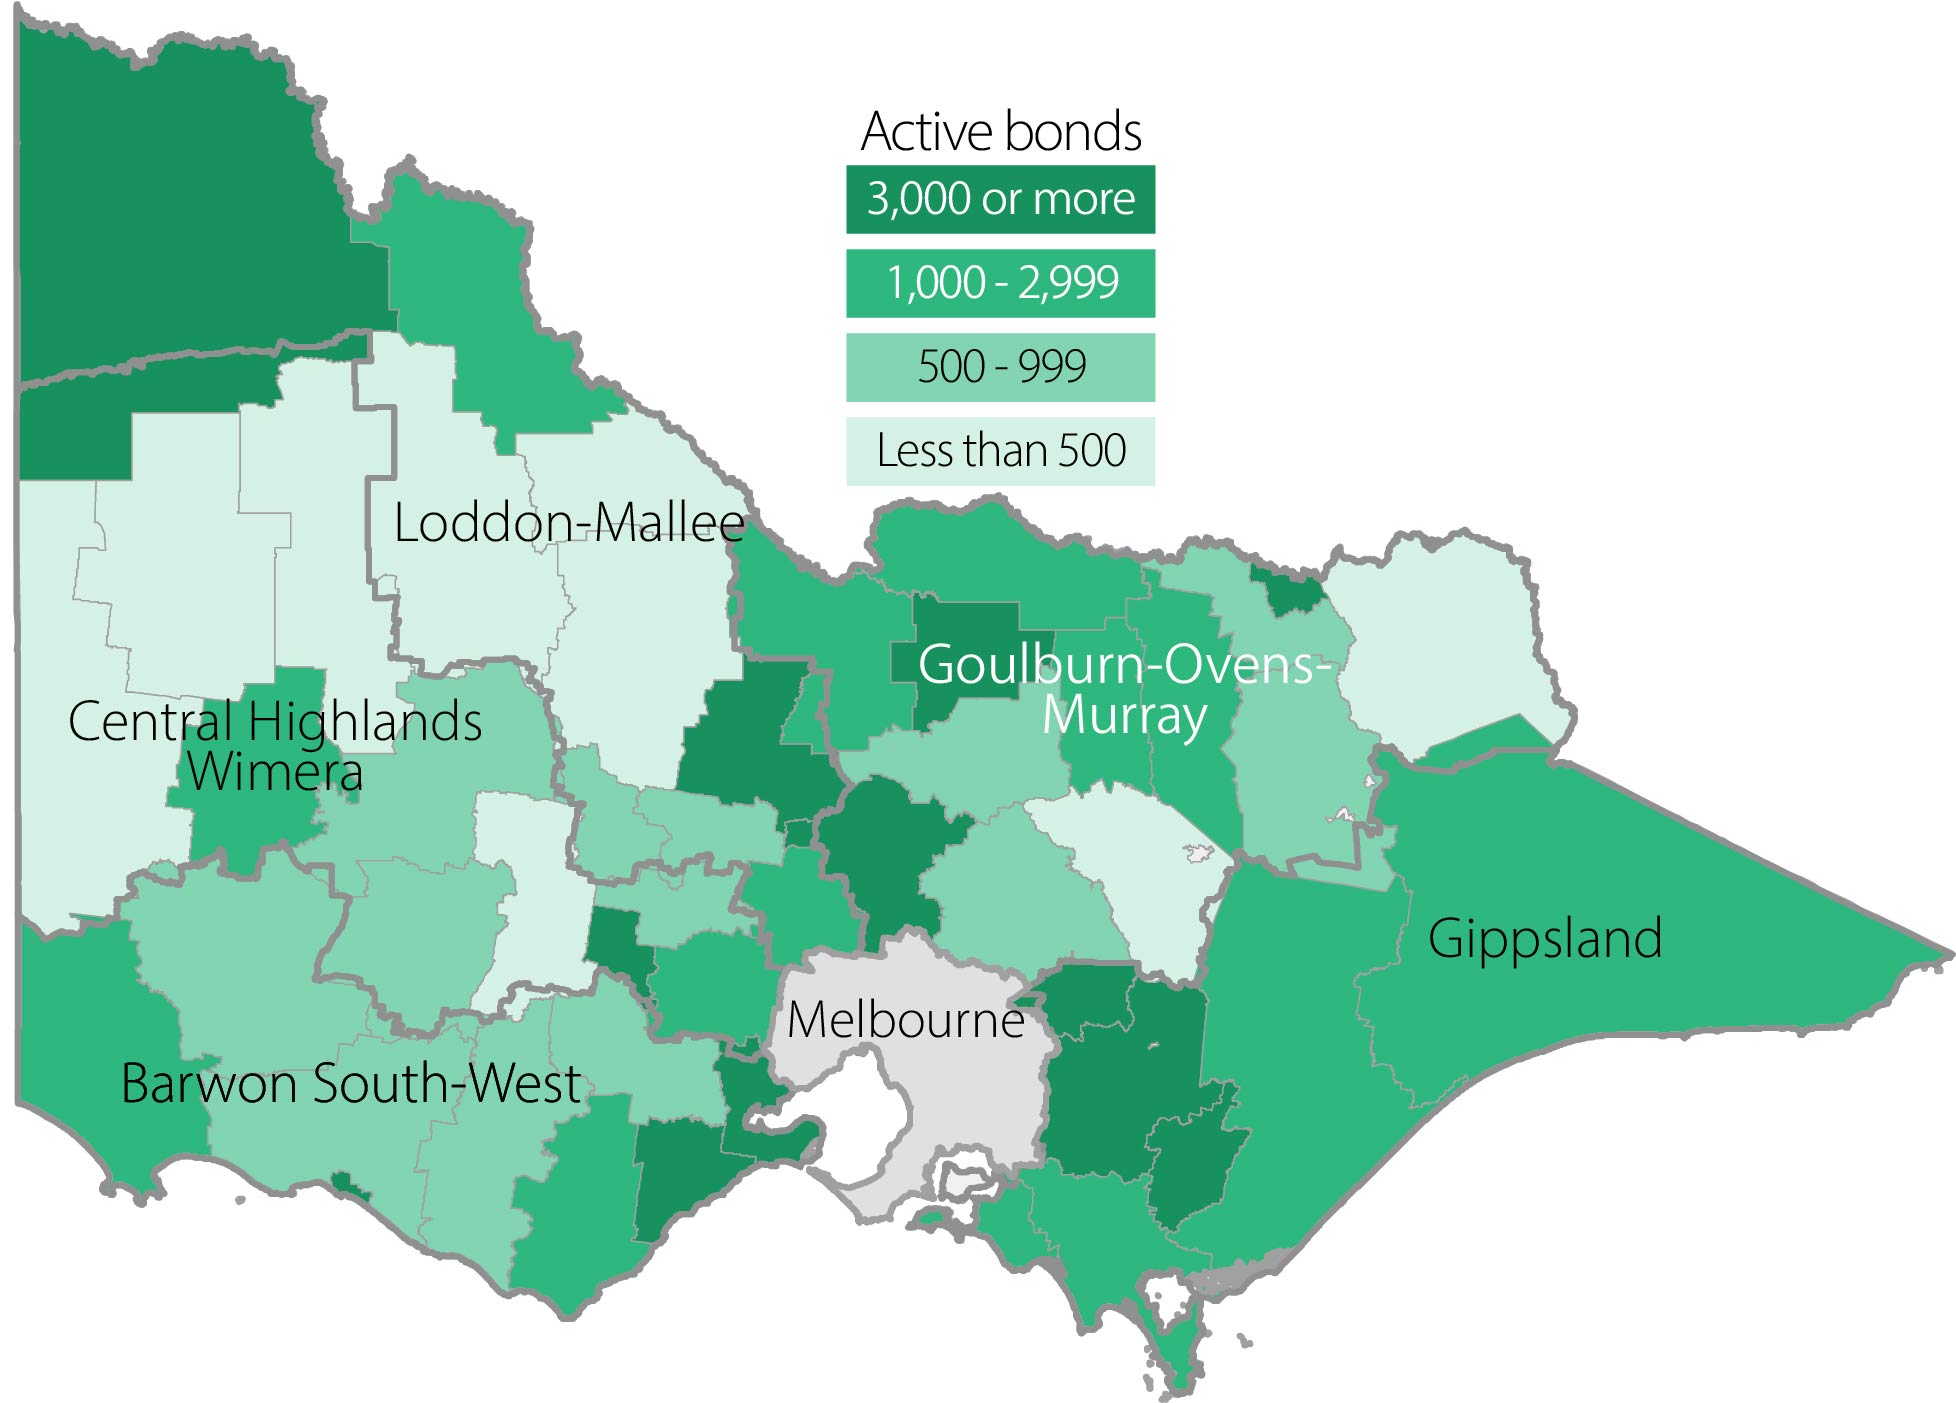 Active bonds
3,000 or more
1,000 - 2,999
500 - 999
Less than 500
Loddon-Mallee
Goulburn-Ovens-
Murray
Central Highlands
Wimera
Gippsland
Melbourne
Barwon South-West